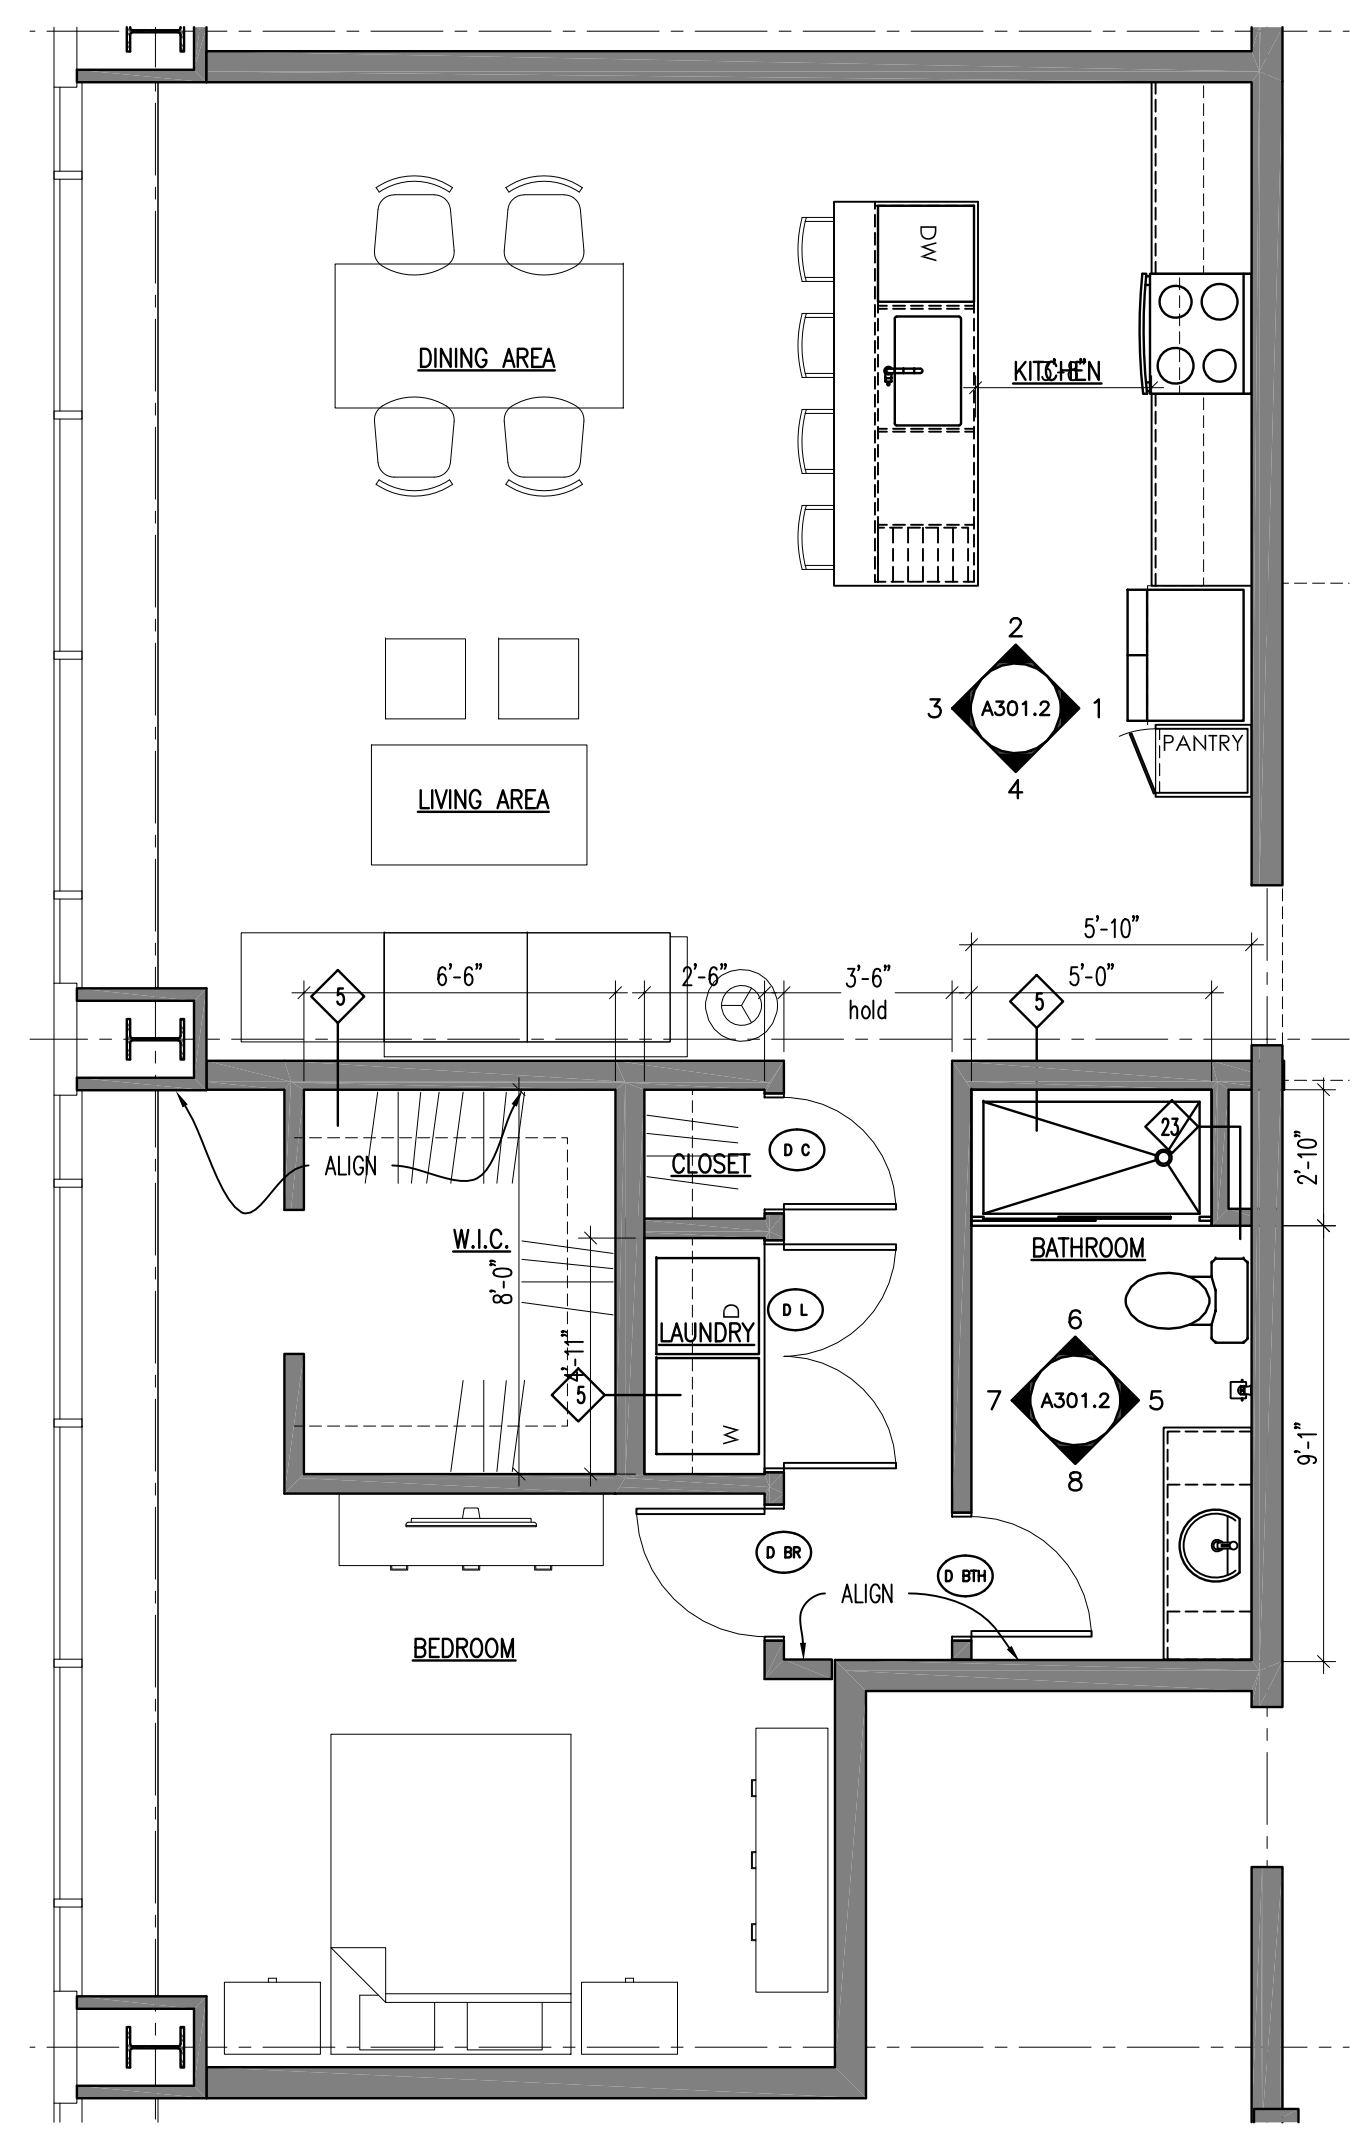 DW
DINING AREA
KITCHEN
2
3
A301.2
1
4
PANTRY
LIVING AREA
5'-10"
6'-6"
2'-6"
3'-6"
hold
5'-0"
5
5
23
D C
2'-10"
ALIGN
CLOSET
W.I.C.
BATHROOM
8'-0"
D
D L
LAUNDRY
4'-11"
6
5
7
A301.2
5
W
8
9'-1"
D BR
D BTH
ALIGN
BEDROOM